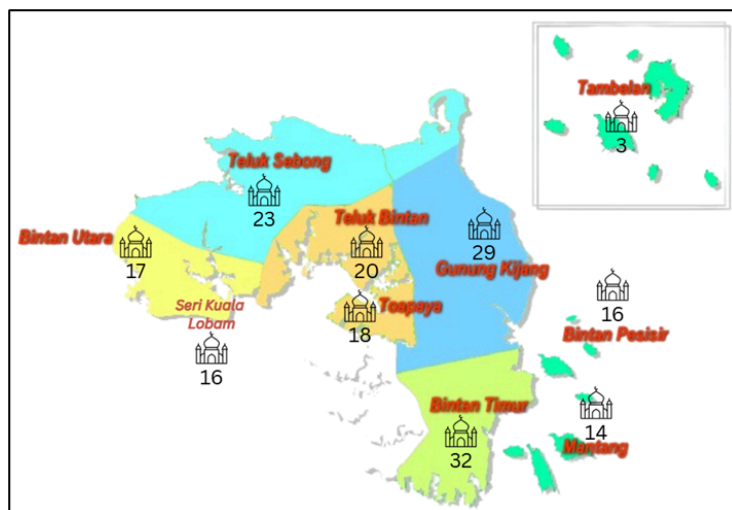 Tambelan
3
Teluk Sebong
23
Teluk Bintan
20
Bintan Utara
17
29
Gunung Kijang
Seri Kuala
Lobam
16
Toapaya
18
16
Bintan Pesisir
Bintan Timur
32
14
Mantang